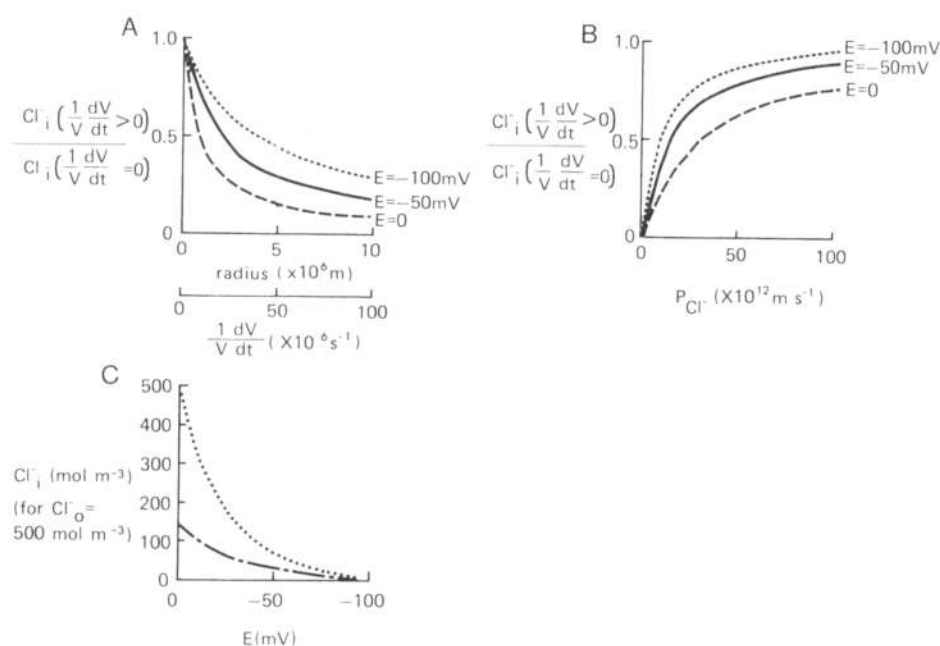 A
1.0
0.5
0
Cl⁻i (1/V dV/dt >0)
Cl⁻i (1/V dV/dt =0)
E=−100mV
E=−50mV
E=0
0 5 10
radius (x10⁶m)
0 50 100
1/V dV/dt (X10⁶s⁻¹)
B
1.0
0.5
0
Cl⁻i (1/V dV/dt >0)
Cl⁻i (1/V dV/dt =0)
E=−100mV
E=−50mV
E=0
0 50 100
PCl⁻ (X10¹²m s⁻¹)
C
500
400
300
200
100
0
Cl⁻i (mol m⁻³)
(for Cl⁻o=
500 mol m⁻³)
0 −50 −100
E(mV)